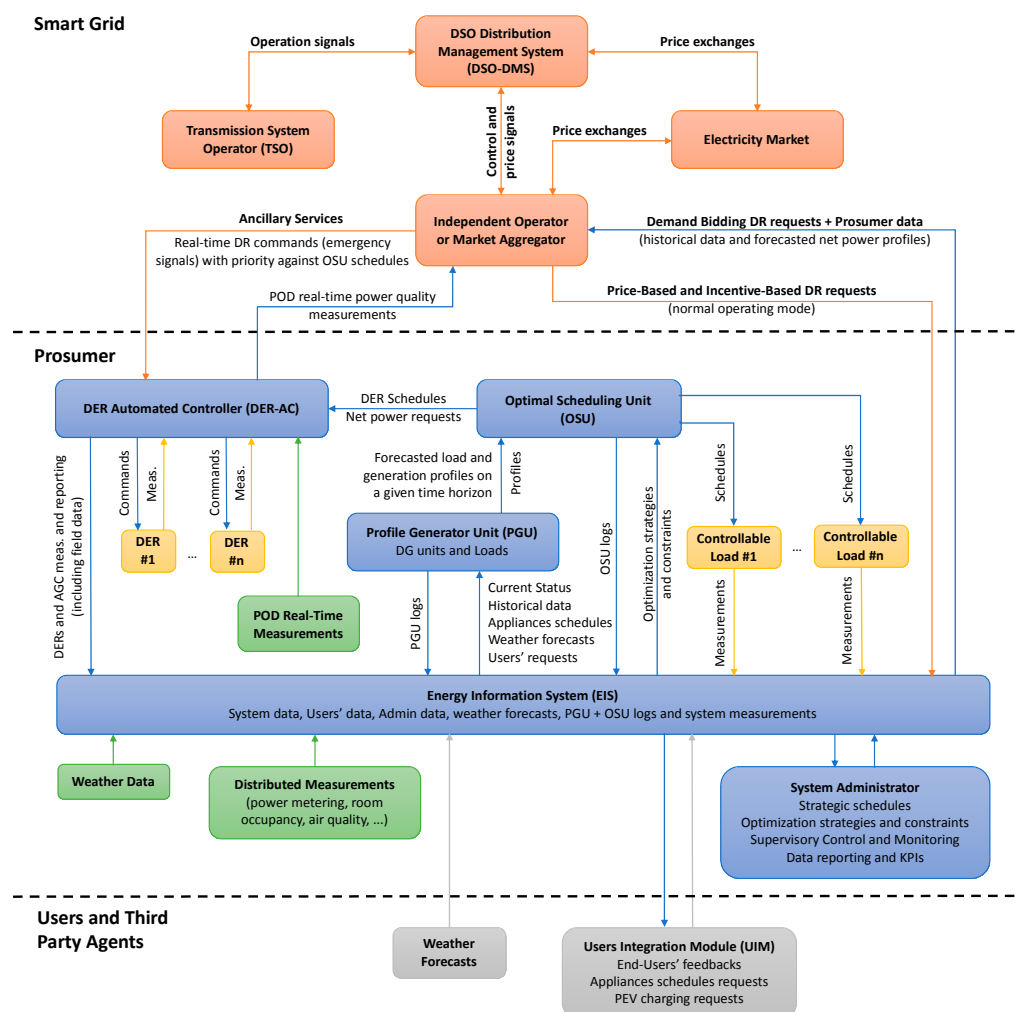 Smart Grid
Operation signals
DSO Distribution
Management System
(DSO-DMS)
Price exchanges
Transmission System
Operator (TSO)
Control and
price signals
Price exchanges
Electricity Market
Ancillary Services
Real-time DR commands (emergency
signals) with priority against OSU schedules
Independent Operator
or Market Aggregator
Demand Bidding DR requests + Prosumer data
(historical data and forecasted net power profiles)
POD real-time power quality
measurements
Price-Based and Incentive-Based DR requests
(normal operating mode)
Prosumer
DER Automated Controller (DER-AC)
DER Schedules
Net power requests
Optimal Scheduling Unit
(OSU)
DERs and AGC meas. and reporting
(including field data)
Commands
Meas.
Commands
Meas.
Forecasted load and
generation profiles on
a given time horizon
Profiles
OSU logs
Optimization strategies
and constraints
Schedules
Schedules
DER
#1
...
DER
#n
Profile Generator Unit (PGU)
DG units and Loads
Controllable
Load #1
...
Controllable
Load #n
POD Real-Time
Measurements
PGU logs
Current Status
Historical data
Appliances schedules
Weather forecasts
Users' requests
Measurements
Measurements
Energy Information System (EIS)
System data, Users' data, Admin data, weather forecasts, PGU + OSU logs and system measurements
Weather Data
Distributed Measurements
(power metering, room
occupancy, air quality, ...)
System Administrator
Strategic schedules
Optimization strategies and constraints
Supervisory Control and Monitoring
Data reporting and KPIs
Users and Third
Party Agents
Weather
Forecasts
Users Integration Module (UIM)
End-Users' feedbacks
Appliances schedules requests
PEV charging requests